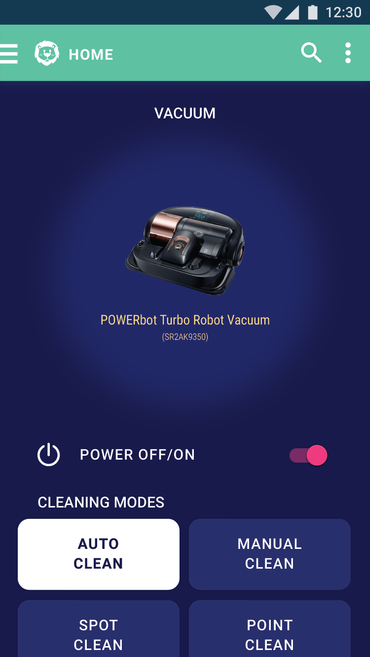 12:30
HOME
VACUUM
POWERbot Turbo Robot Vacuum
(SR2AK9350)
POWER OFF/ON
CLEANING MODES
AUTO
CLEAN
MANUAL
CLEAN
SPOT
CLEAN
POINT
CLEAN